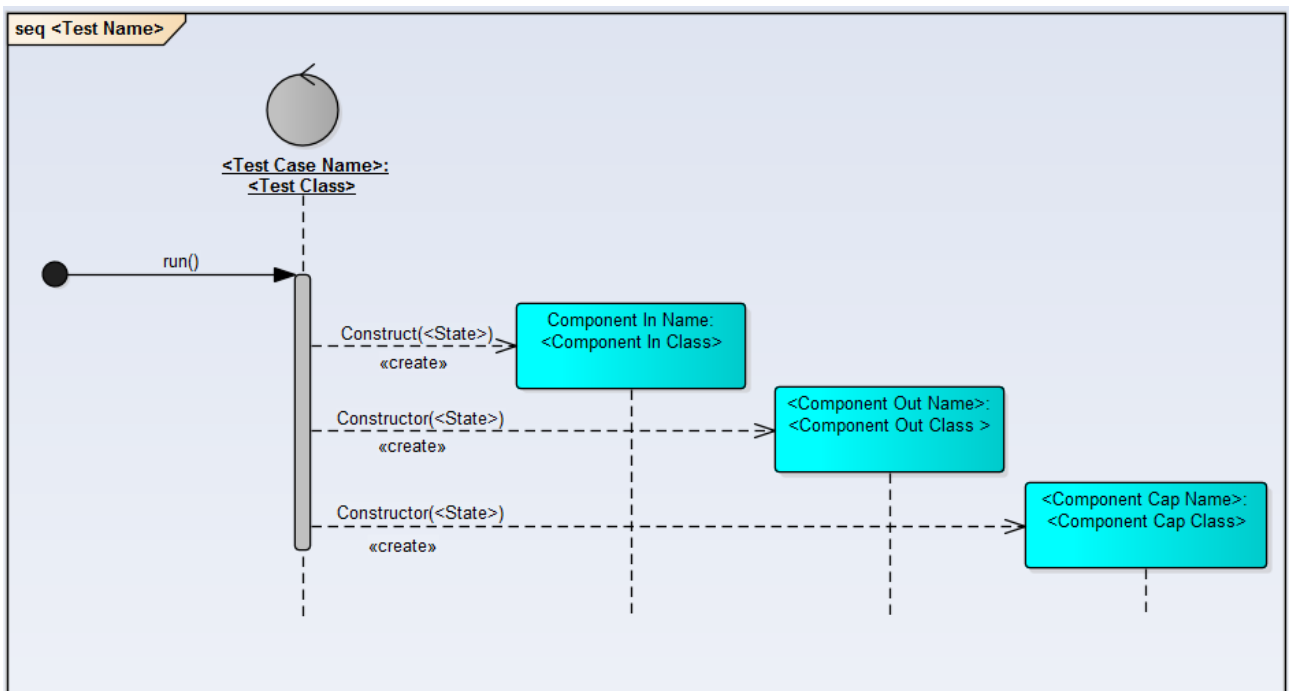 seq <Test Name>
<Test Case Name>:
<Test Class>
run()
Construct(<State>)
«create»
Component In Name:
<Component In Class>
Constructor(<State>)
«create»
<Component Out Name>:
<Component Out Class >
Constructor(<State>)
«create»
<Component Cap Name>:
<Component Cap Class>